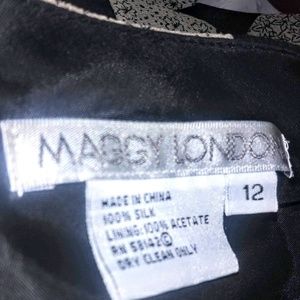 MAGGY LONDON
12
MADE IN CHINA
100% SILK
LINING: 100% ACETATE
RN 58142©
DRY CLEAN ONLY